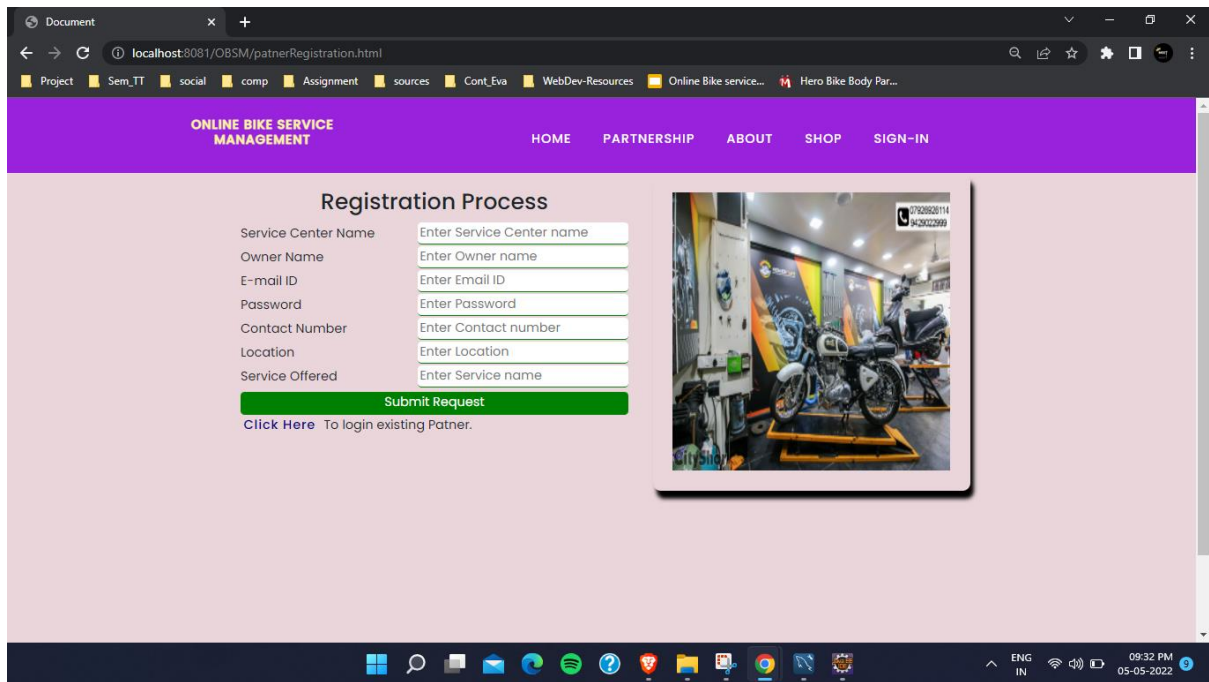 Document
localhost:8081/OBSM/patnerRegistration.html
Project Sem_TT social comp Assignment sources Cont_Eva WebDev-Resources Online Bike service... Hero Bike Body Par...
ONLINE BIKE SERVICE
MANAGEMENT
HOME PARTNERSHIP ABOUT SHOP SIGN-IN
Registration Process
Service Center Name Enter Service Center name
Owner Name Enter Owner name
E-mail ID Enter Email ID
Password Enter Password
Contact Number Enter Contact number
Location Enter Location
Service Offered Enter Service name
Submit Request
Click Here To login existing Patner.
07926926114
9429022999
ENG
IN
09:32 PM
05-05-2022
9